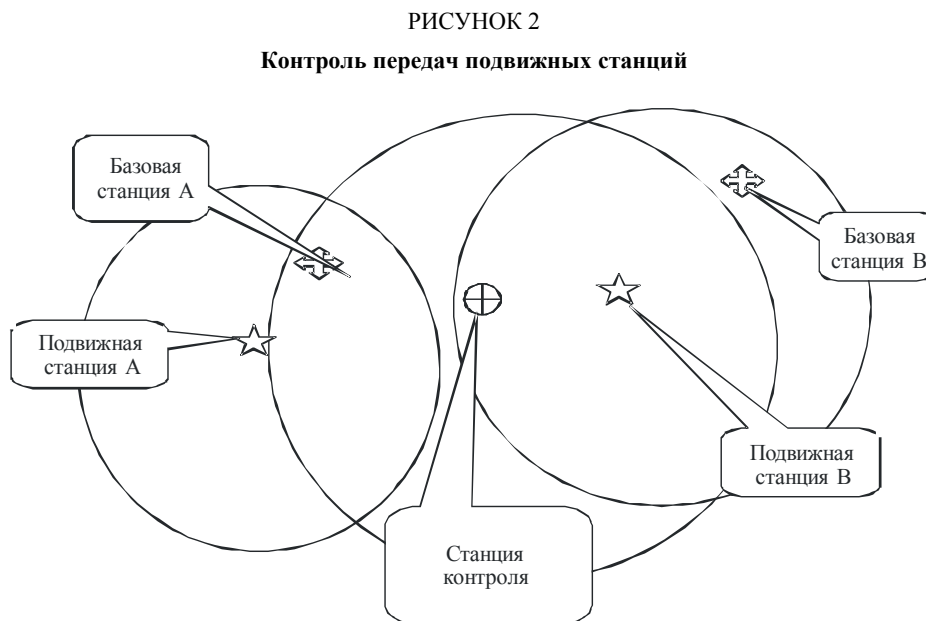 РИСУНОК 2
Контроль передач подвижных станций
Базовая
станция А
Базовая
станция В
Подвижная
станция А
Подвижная
станция В
Станция
контроля